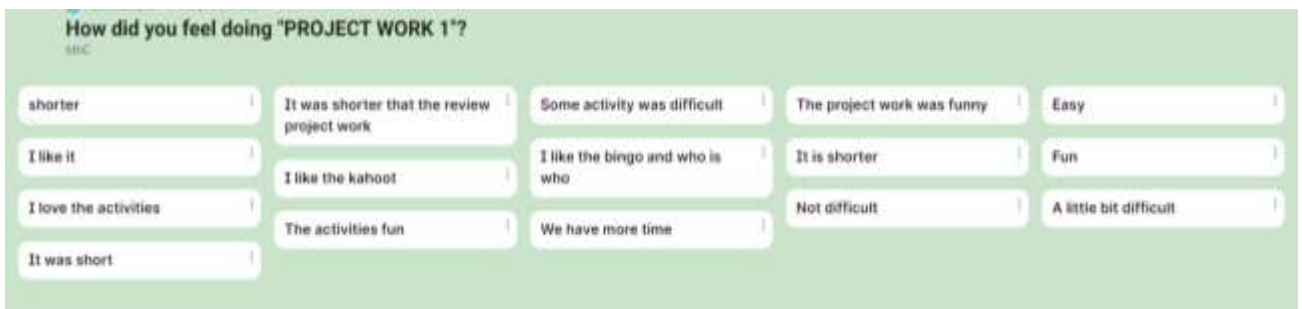 How did you feel doing "PROJECT WORK 1"?
shorter
I like it
I love the activities
It was short
It was shorter that the review
project work
I like the kahoot
The activities fun
Some activity was difficult
I like the bingo and who is
who
We have more time
The project work was funny
It is shorter
Not difficult
Easy
Fun
A little bit difficult